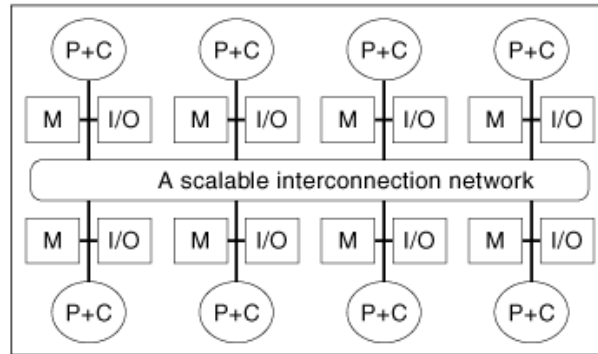 P+C P+C P+C P+C
M I/O M I/O M I/O M I/O
A scalable interconnection network
M I/O M I/O M I/O M I/O
P+C P+C P+C P+C